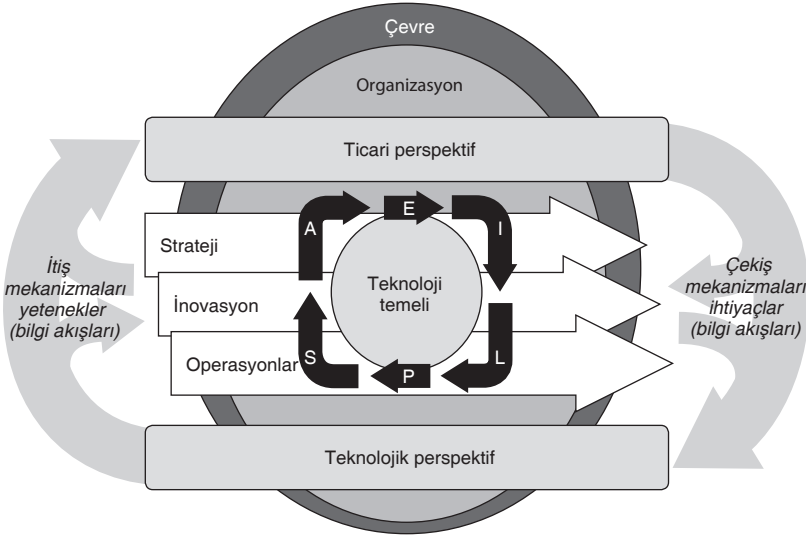 Çevre
Organizasyon
Ticari perspektif
A
E
I
Strateji
İtiş
mekanizmaları
yetenekler
(bilgi akışları)
İnovasyon
Teknoloji
temeli
Çekiş
mekanizmaları
ihtiyaçlar
(bilgi akışları)
Operasyonlar
S
P
L
Teknolojik perspektif